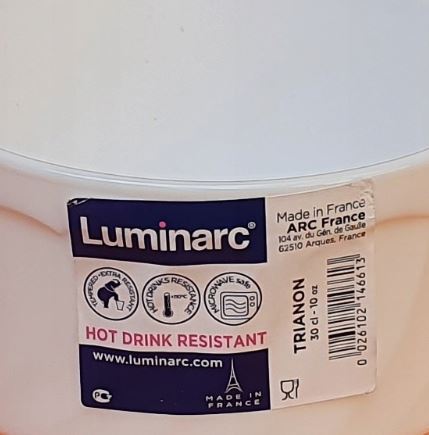 Luminarc®
TEMPERED • EXTRA RESISTANT
HOT DRINKS RESISTANCE
MICROWAVE safe
HOT DRINK RESISTANT
www.luminarc.com
MADE IN
FRANCE
Made in France
ARC France
104 av. du Gén. de Gaulle
62510 Arques, France
TRIANON
30 cl - 10 oz
0 026102 146613